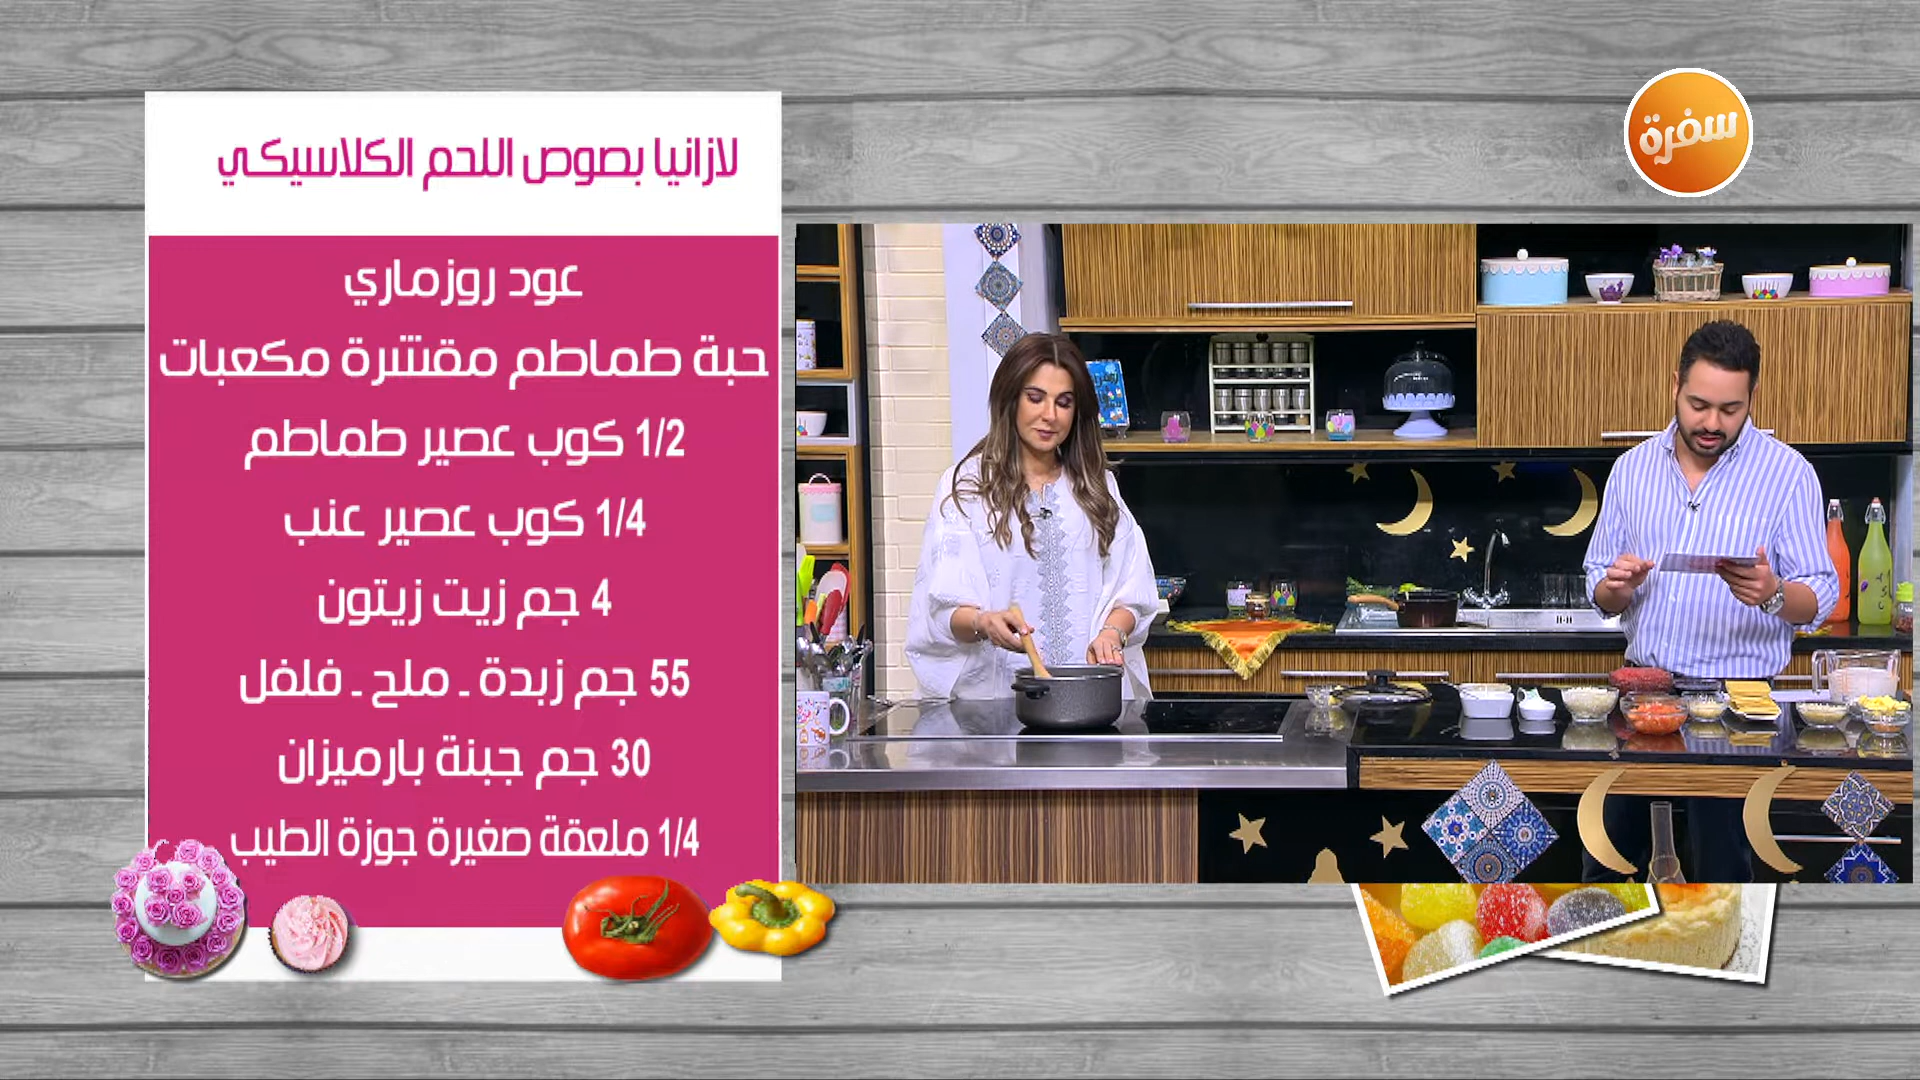 سفرة
لازانيا بصوص اللحم الكلاسيكي
عود روزماري
حبة طماطم مقشرة مكعبات
1/2 كوب عصير طماطم
1/4 كوب عصير عنب
4 جم زيت زيتون
55 جم زبدة - ملح - فلفل
30 جم جبنة بارميزان
1/4 ملعقة صغيرة جوزة الطيب